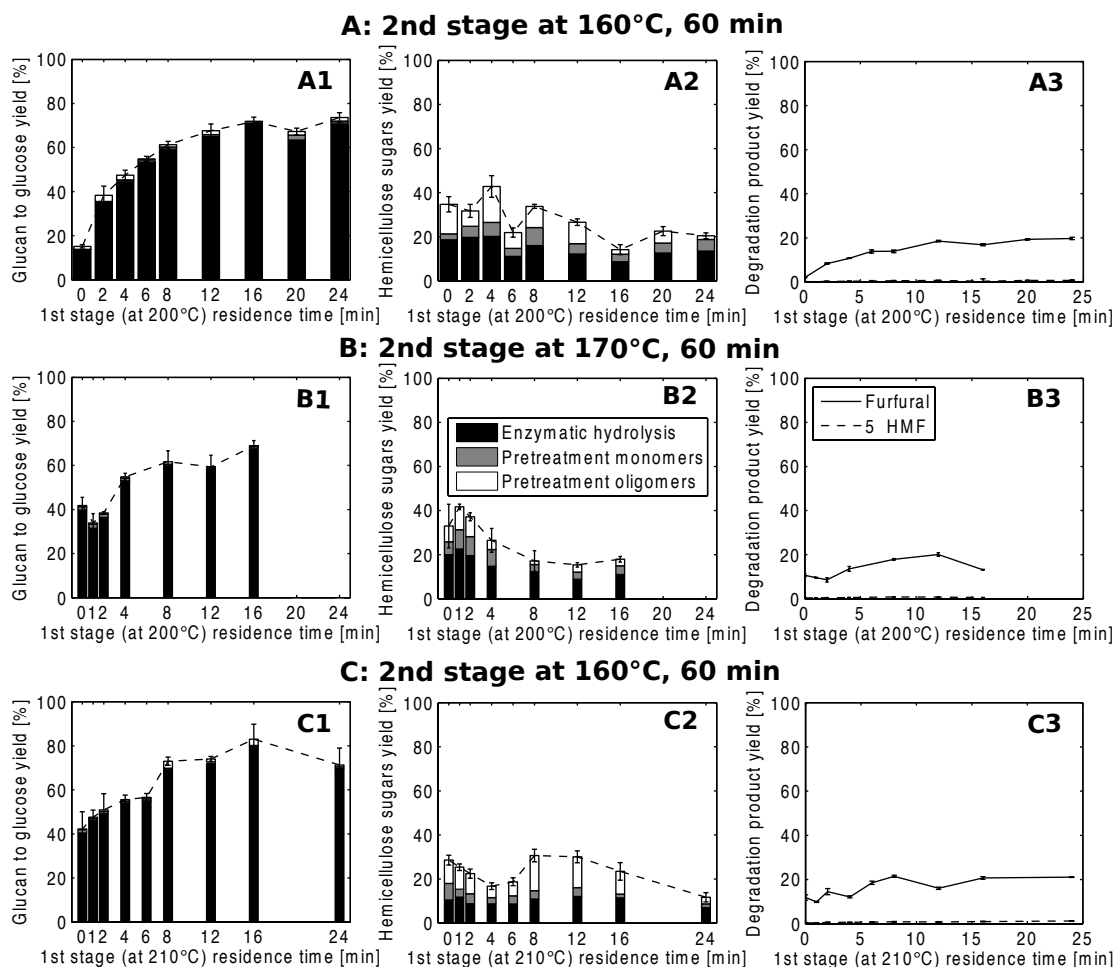 A: 2nd stage at 160°C, 60 min
Glucan to glucose yield [%]
100
80
60
40
20
0
A1
0 2 4 6 8 12 16 20 24
1st stage (at 200°C) residence time [min]
Hemicellulose sugars yield [%]
100
80
60
40
20
0
A2
0 2 4 6 8 12 16 20 24
1st stage (at 200°C) residence time [min]
Degradation product yield [%]
100
80
60
40
20
0
A3
0 5 10 15 20 25
1st stage (at 200°C) residence time [min]
B: 2nd stage at 170°C, 60 min
Glucan to glucose yield [%]
100
80
60
40
20
0
B1
0 1 2 4 8 12 16 20 24
1st stage (at 200°C) residence time [min]
Hemicellulose sugars yield [%]
100
80
60
40
20
0
B2
Enzymatic hydrolysis
Pretreatment monomers
Pretreatment oligomers
0 1 2 4 8 12 16 20 24
1st stage (at 200°C) residence time [min]
Degradation product yield [%]
100
80
60
40
20
0
B3
Furfural
5 HMF
0 5 10 15 20 25
1st stage (at 200°C) residence time [min]
C: 2nd stage at 160°C, 60 min
Glucan to glucose yield [%]
100
80
60
40
20
0
C1
0 1 2 4 6 8 12 16 24
1st stage (at 210°C) residence time [min]
Hemicellulose sugars yield [%]
100
80
60
40
20
0
C2
0 1 2 4 6 8 12 16 24
1st stage (at 210°C) residence time [min]
Degradation product yield [%]
100
80
60
40
20
0
C3
0 5 10 15 20 25
1st stage (at 210°C) residence time [min]